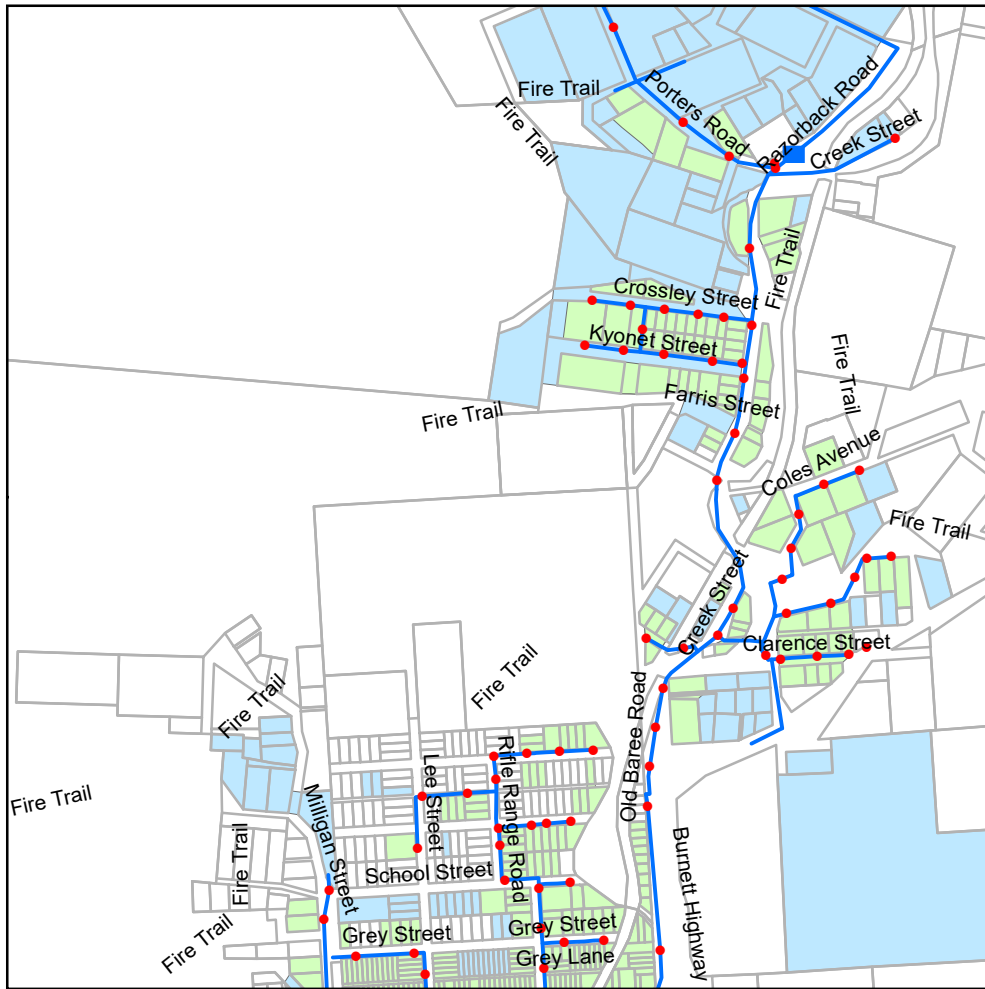 Fire Trail
Porters Road
Razorback Road
Fire Trail
Creek Street
Fire Trail
Crossley Street
Kyonet Street
Fire Trail
Farris Street
Fire Trail
Coles Avenue
Fire Trail
Creek Street
Clarence Street
Fire Trail
Fire Trail
Old Baree Road
Lee Street
Rifle Range Road
Fire Trail
Milligan Street
Fire Trail
School Street
Burnett Highway
Fire Trail
Grey Street
Grey Street
Grey Lane